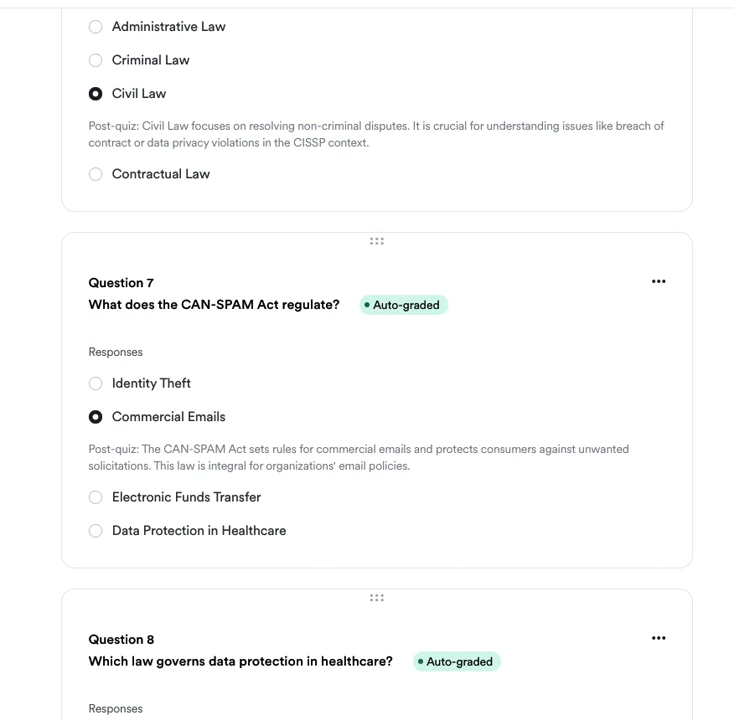 Administrative Law
Criminal Law
Civil Law
Post-quiz: Civil Law focuses on resolving non-criminal disputes. It is crucial for understanding issues like breach of
contract or data privacy violations in the CISSP context.
Contractual Law
Question 7
What does the CAN-SPAM Act regulate? Auto-graded
Responses
Identity Theft
Commercial Emails
Post-quiz: The CAN-SPAM Act sets rules for commercial emails and protects consumers against unwanted
solicitations. This law is integral for organizations' email policies.
Electronic Funds Transfer
Data Protection in Healthcare
Question 8
Which law governs data protection in healthcare? Auto-graded
Responses